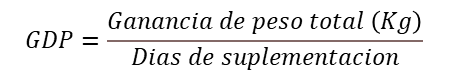 GDP = Ganancia de peso total (Kg)
Dias de suplementacion